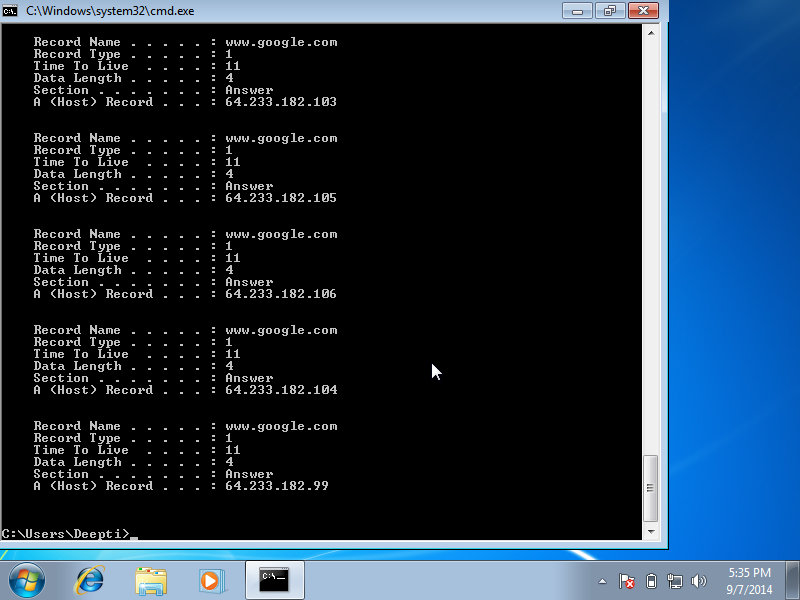 C:\Windows\system32\cmd.exe
Record Name . . . . . : www.google.com
Record Type . . . . . : 1
Time To Live  . . . . : 11
Data Length . . . . . : 4
Section . . . . . . . : Answer
A (Host) Record . . . : 64.233.182.103
Record Name . . . . . : www.google.com
Record Type . . . . . : 1
Time To Live  . . . . : 11
Data Length . . . . . : 4
Section . . . . . . . : Answer
A (Host) Record . . . : 64.233.182.105
Record Name . . . . . : www.google.com
Record Type . . . . . : 1
Time To Live  . . . . : 11
Data Length . . . . . : 4
Section . . . . . . . : Answer
A (Host) Record . . . : 64.233.182.106
Record Name . . . . . : www.google.com
Record Type . . . . . : 1
Time To Live  . . . . : 11
Data Length . . . . . : 4
Section . . . . . . . : Answer
A (Host) Record . . . : 64.233.182.104
Record Name . . . . . : www.google.com
Record Type . . . . . : 1
Time To Live  . . . . : 11
Data Length . . . . . : 4
Section . . . . . . . : Answer
A (Host) Record . . . : 64.233.182.99
C:\Users\Deepti>_
5:35 PM
9/7/2014